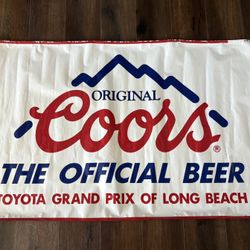 ORIGINAL
Coors®
THE OFFICIAL BEER
TOYOTA GRAND PRIX OF LONG BEACH